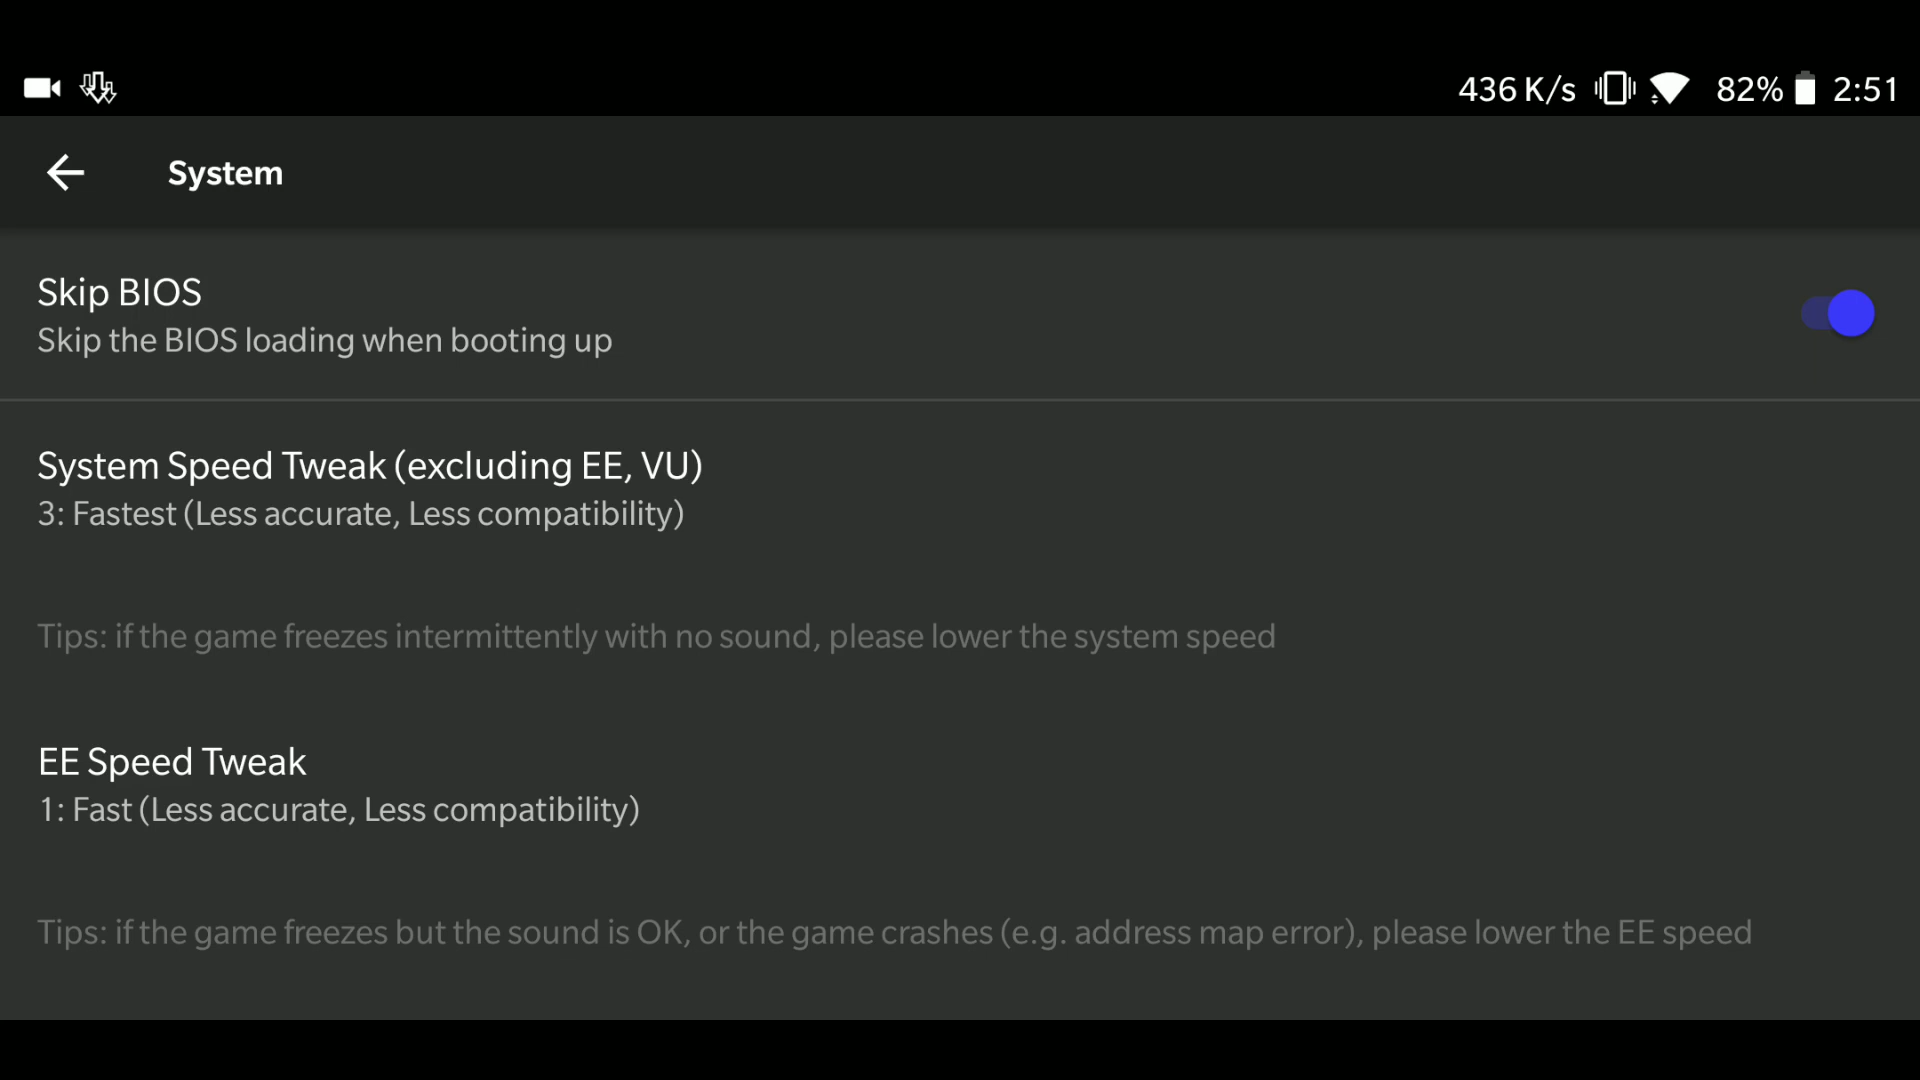 436 K/s 82% 2:51
System
Skip BIOS
Skip the BIOS loading when booting up
System Speed Tweak (excluding EE, VU)
3: Fastest (Less accurate, Less compatibility)
Tips: if the game freezes intermittently with no sound, please lower the system speed
EE Speed Tweak
1: Fast (Less accurate, Less compatibility)
Tips: if the game freezes but the sound is OK, or the game crashes (e.g. address map error), please lower the EE speed